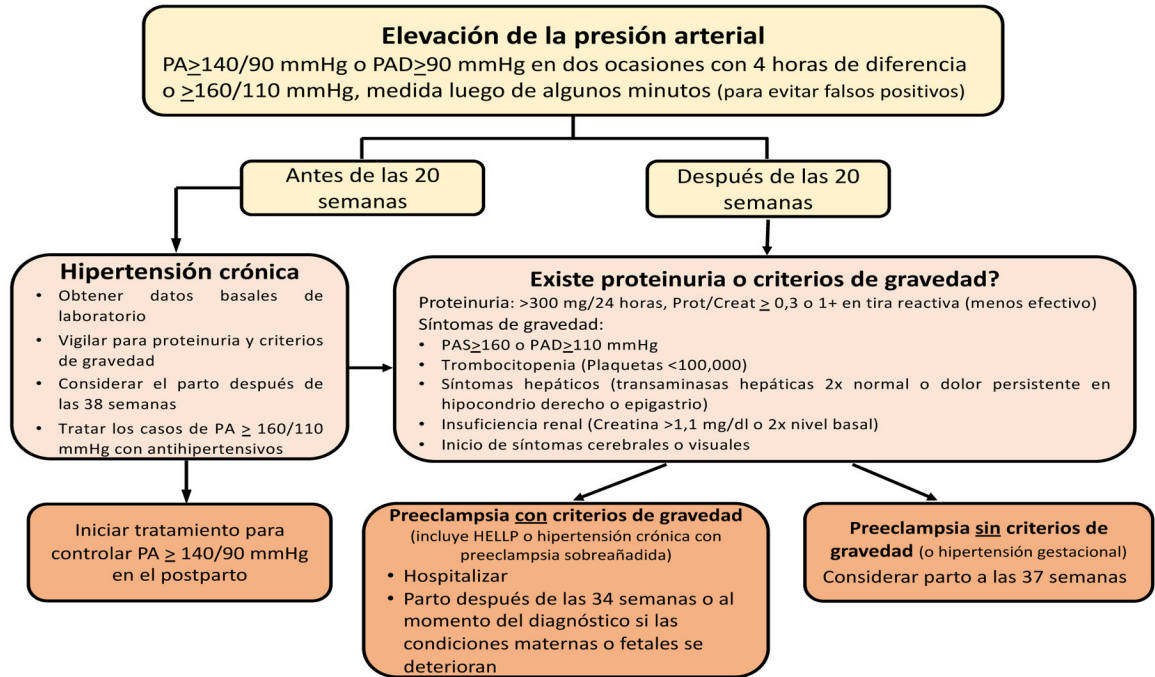 Elevación de la presión arterial
PA≥140/90 mmHg o PAD≥90 mmHg en dos ocasiones con 4 horas de diferencia
o ≥160/110 mmHg, medida luego de algunos minutos (para evitar falsos positivos)
Antes de las 20
semanas
Después de las 20
semanas
Hipertensión crónica
• Obtener datos basales de
laboratorio
• Vigilar para proteinuria y criterios
de gravedad
• Considerar el parto después de
las 38 semanas
• Tratar los casos de PA ≥ 160/110
mmHg con antihipertensivos
Existe proteinuria o criterios de gravedad?
Proteinuria: >300 mg/24 horas, Prot/Creat ≥ 0,3 o 1+ en tira reactiva (menos efectivo)
Síntomas de gravedad:
• PAS≥160 o PAD≥110 mmHg
• Trombocitopenia (Plaquetas <100,000)
• Síntomas hepáticos (transaminasas hepáticas 2x normal o dolor persistente en
hipocondrio derecho o epigastrio)
• Insuficiencia renal (Creatina >1,1 mg/dl o 2x nivel basal)
• Inicio de síntomas cerebrales o visuales
Iniciar tratamiento para
controlar PA ≥ 140/90 mmHg
en el postparto
Preeclampsia con criterios de gravedad
(incluye HELLP o hipertensión crónica con
preeclampsia sobreañadida)
• Hospitalizar
• Parto después de las 34 semanas o al
momento del diagnóstico si las
condiciones maternas o fetales se
deterioran
Preeclampsia sin criterios de
gravedad (o hipertensión gestacional)
Considerar parto a las 37 semanas